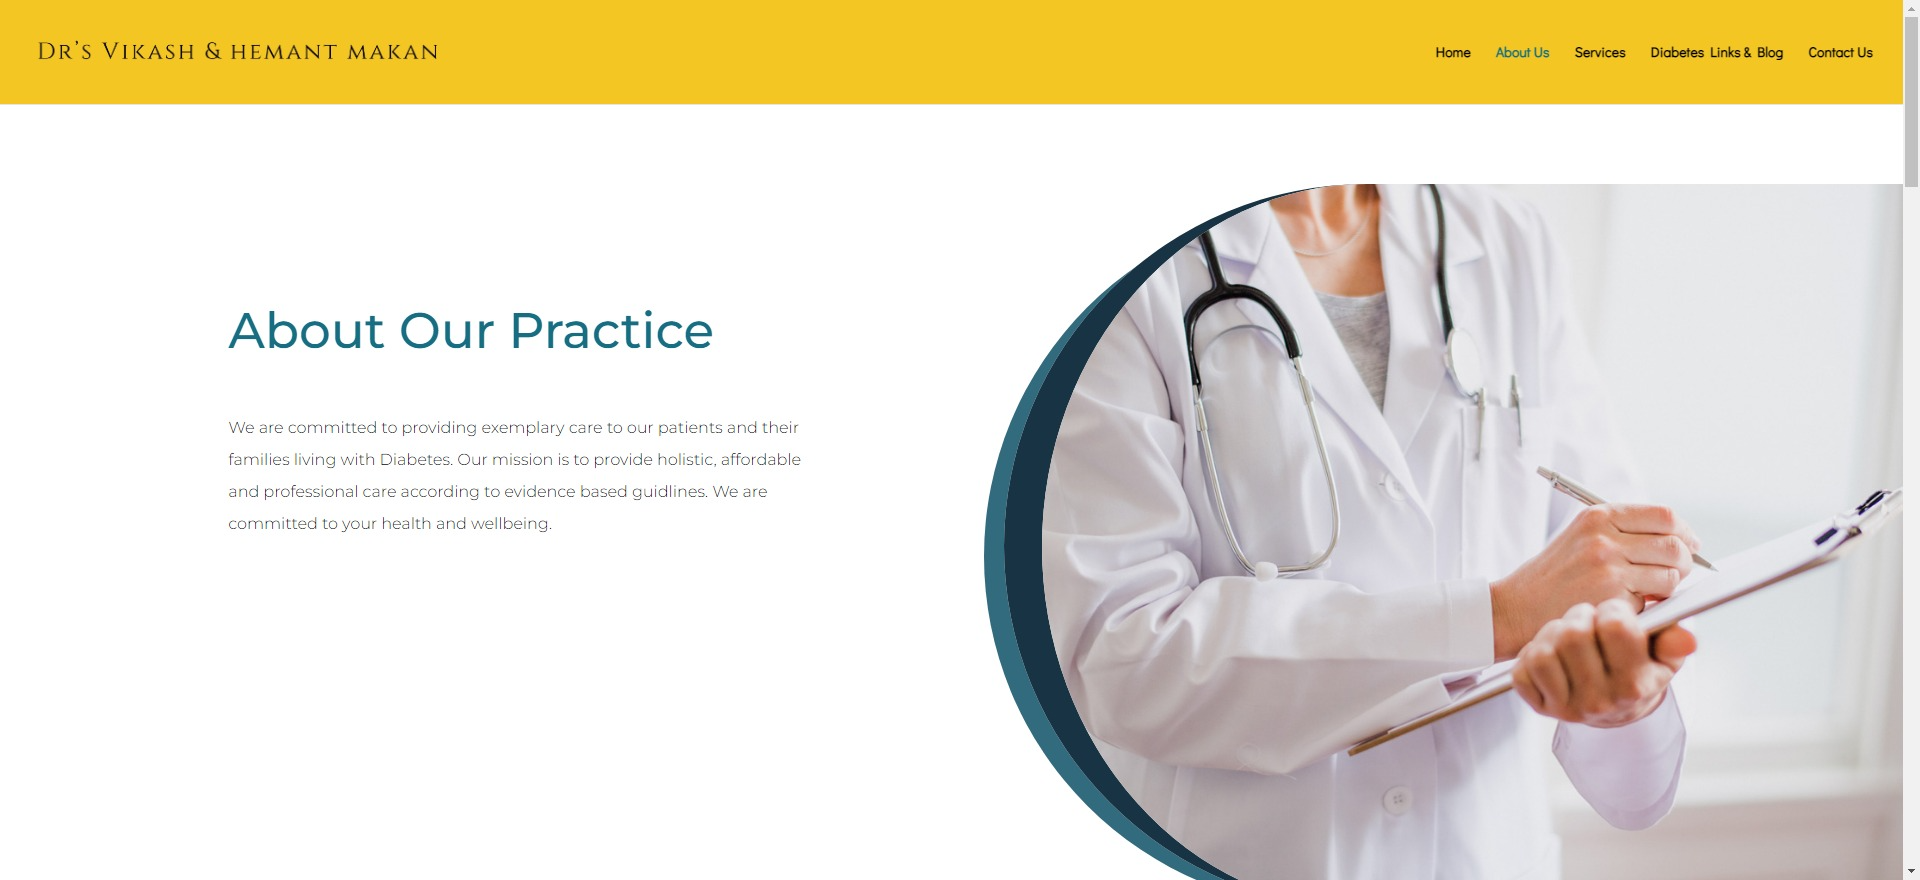 Dr's Vikash & hemant makan
Home About Us Services Diabetes Links & Blog Contact Us
About Our Practice
We are committed to providing exemplary care to our patients and their
families living with Diabetes. Our mission is to provide holistic, affordable
and professional care according to evidence based guidlines. We are
committed to your health and wellbeing.